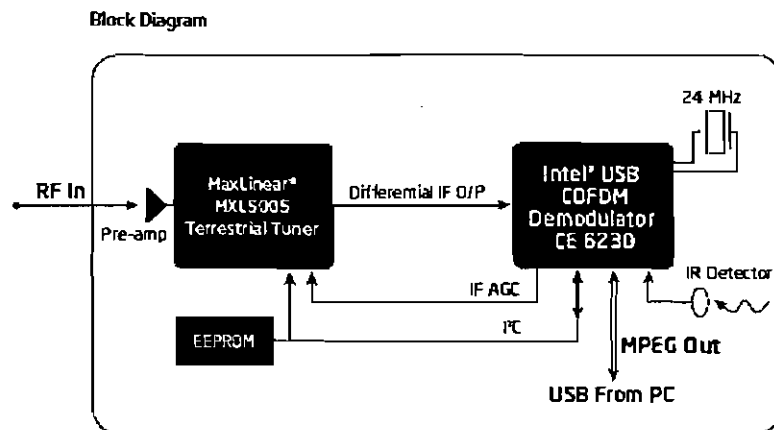 Block Diagram
24 MHz
RF In
Pre-amp
MaxLinear®
MXL5005
Terrestrial Tuner
Differential IF O/P
Intel® USB
COFDM
Demodulator
CE 6230
IR Detector
IF AGC
I²C
EEPROM
MPEG Out
USB From PC